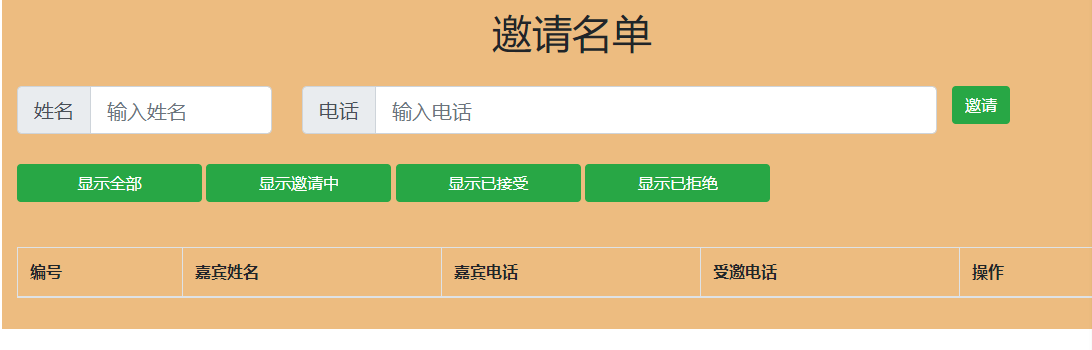 邀请名单
姓名 输入姓名 电话 输入电话 邀请
显示全部 显示邀请中 显示已接受 显示已拒绝
编号 嘉宾姓名 嘉宾电话 受邀电话 操作